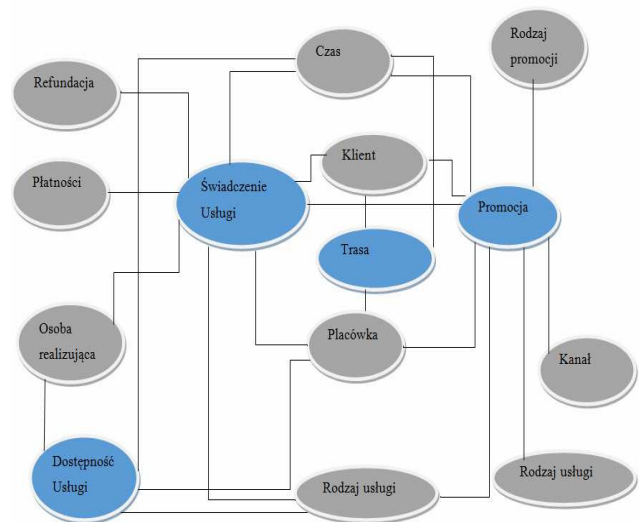 Czas
Rodzaj
promocji
Refundacja
Klient
Płatności
Świadczenie
Usługi
Promocja
Trasa
Osoba
realizująca
Placówka
Kanał
Dostępność
Usługi
Rodzaj usługi
Rodzaj usługi